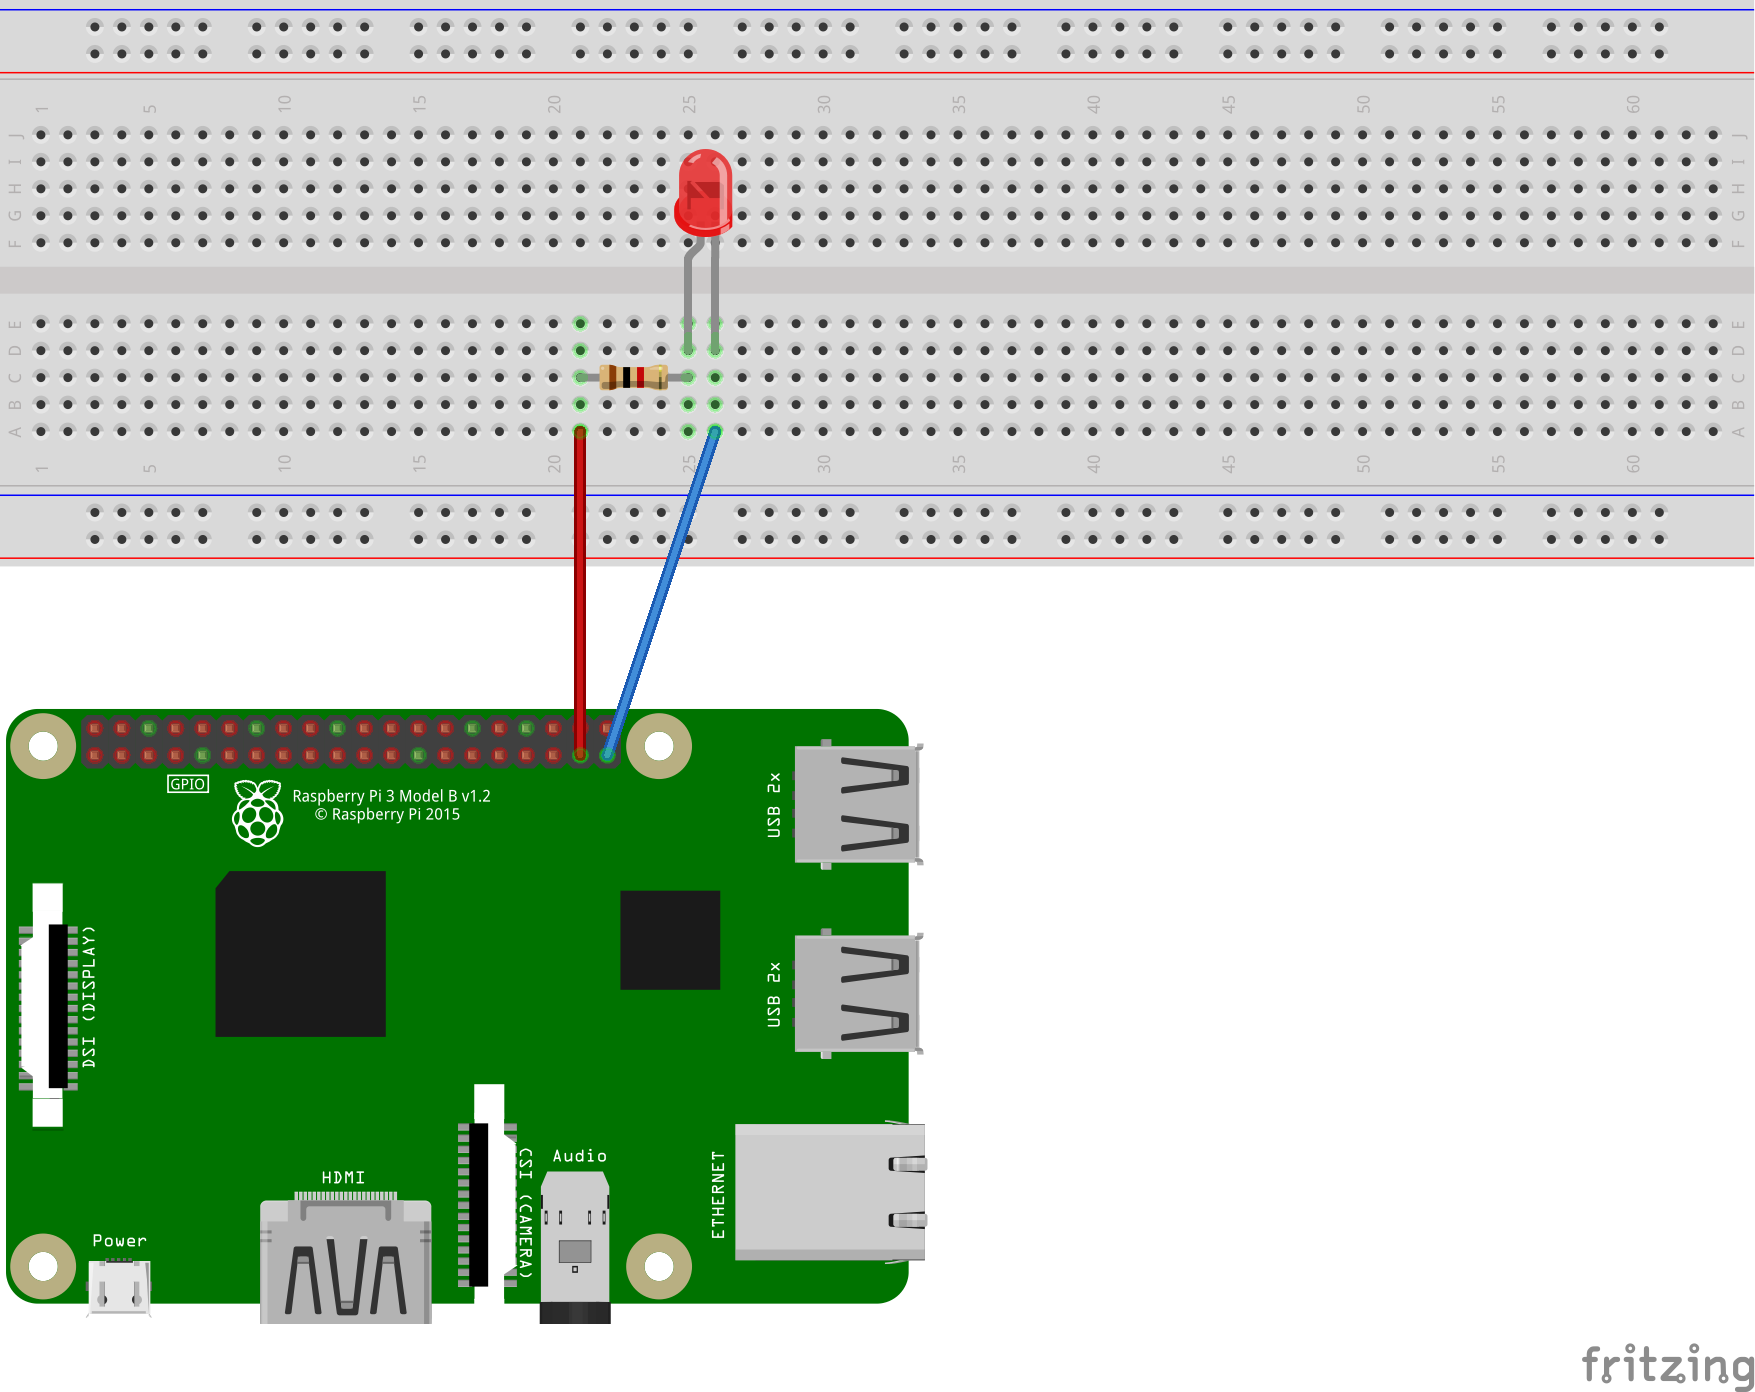 1 5 10 15 20 25 30 35 40 45 50 55 60
J J
I I
H H
G G
F F
E E
D D
C C
B B
A A
1 5 10 15 20 25 30 35 40 45 50 55 60
GPIO
Raspberry Pi 3 Model B v1.2
© Raspberry Pi 2015
USB 2x
DSI (DISPLAY)
USB 2x
CSI (CAMERA)
Audio
ETHERNET
HDMI
Power
fritzing